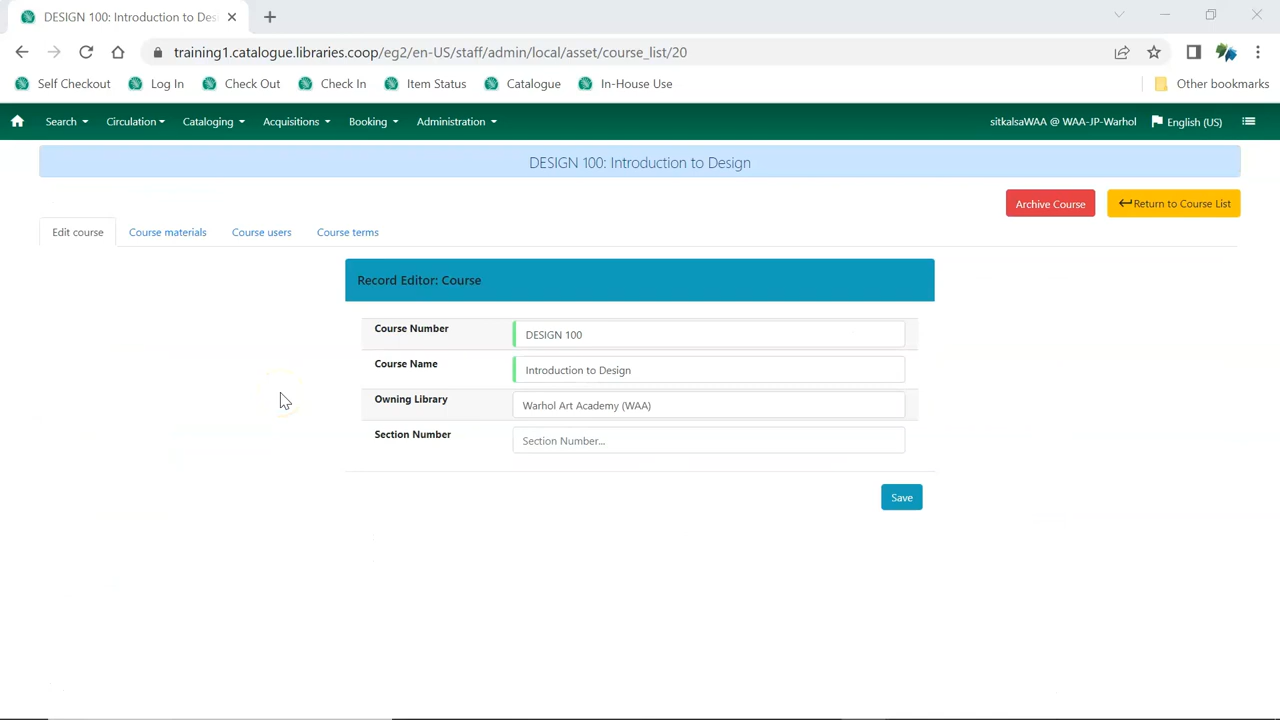 DESIGN 100: Introduction to Des
training1.catalogue.libraries.coop/eg2/en-US/staff/admin/local/asset/course_list/20
Self Checkout Log In Check Out Check In Item Status Catalogue In-House Use Other bookmarks
Search Circulation Cataloging Acquisitions Booking Administration sitkalsaWAA @ WAA-JP-Warhol English (US)
DESIGN 100: Introduction to Design
Archive Course Return to Course List
Edit course Course materials Course users Course terms
Record Editor: Course
Course Number DESIGN 100
Course Name Introduction to Design
Owning Library Warhol Art Academy (WAA)
Section Number Section Number...
Save